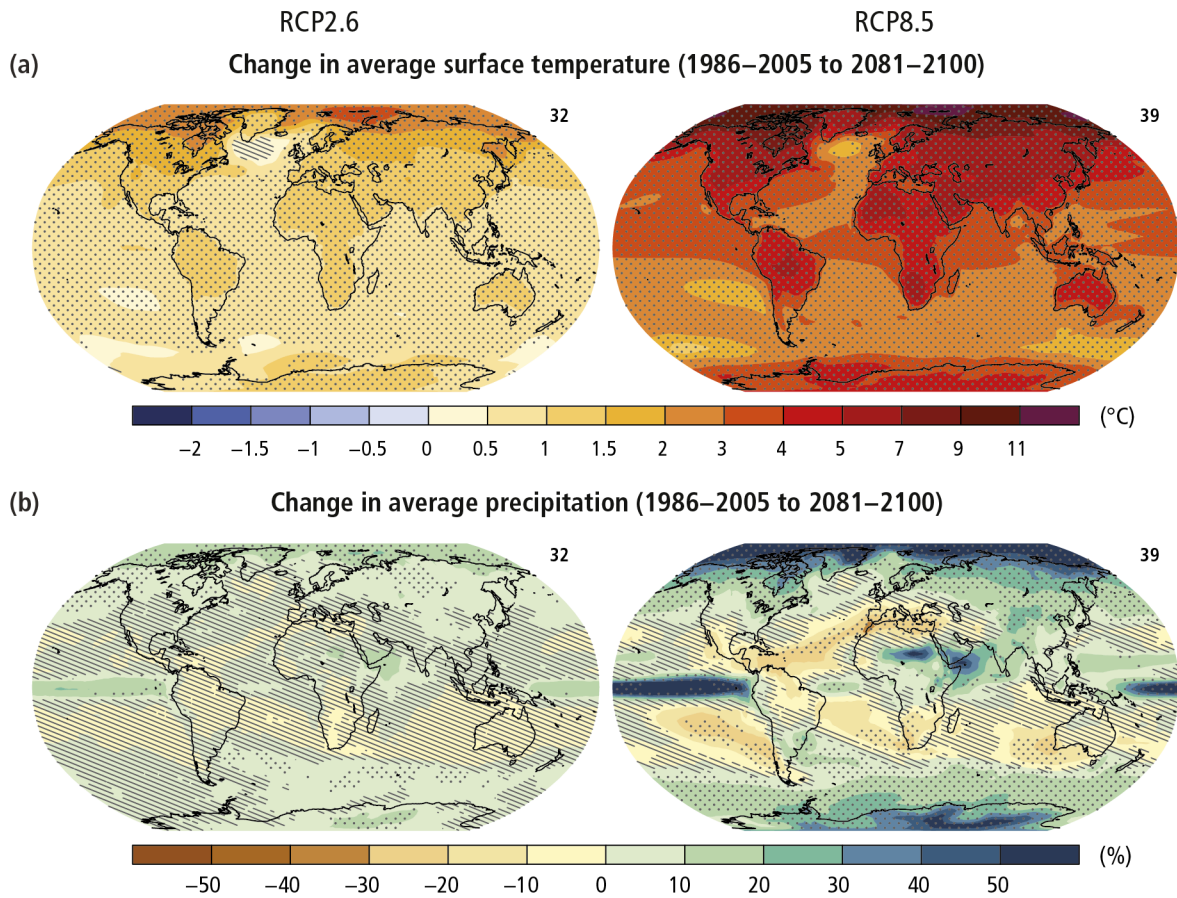 RCP2.6 RCP8.5
(a) Change in average surface temperature (1986–2005 to 2081–2100)
32 39
(°C)
−2 −1.5 −1 −0.5 0 0.5 1 1.5 2 3 4 5 7 9 11
(b) Change in average precipitation (1986–2005 to 2081–2100)
32 39
(%)
−50 −40 −30 −20 −10 0 10 20 30 40 50